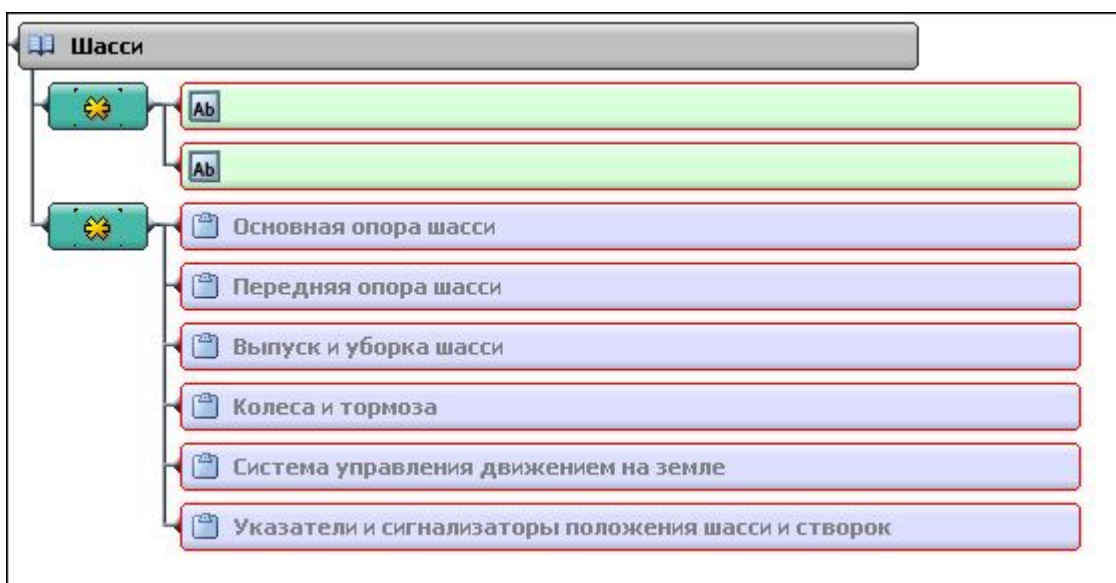 Шасси
Ab
Ab
Основная опора шасси
Передняя опора шасси
Выпуск и уборка шасси
Колеса и тормоза
Система управления движением на земле
Указатели и сигнализаторы положения шасси и створок